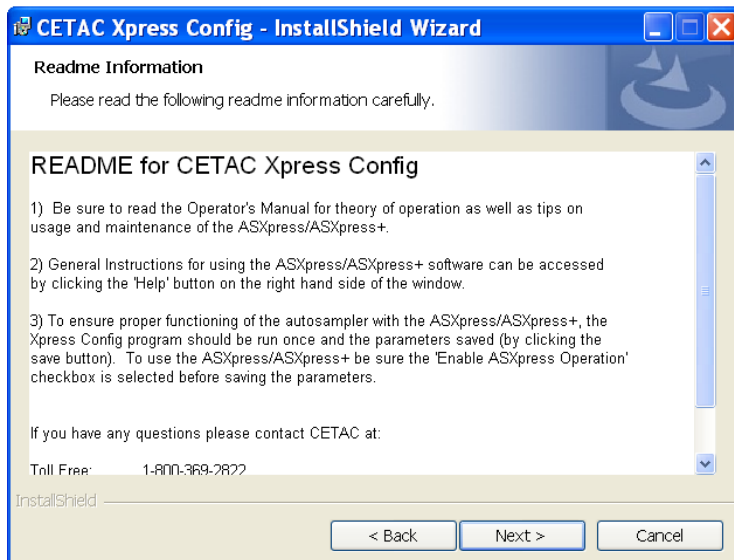 CETAC Xpress Config - InstallShield Wizard
Readme Information
Please read the following readme information carefully.
README for CETAC Xpress Config
1) Be sure to read the Operator's Manual for theory of operation as well as tips on
usage and maintenance of the ASXpress/ASXpress+.
2) General Instructions for using the ASXpress/ASXpress+ software can be accessed
by clicking the 'Help' button on the right hand side of the window.
3) To ensure proper functioning of the autosampler with the ASXpress/ASXpress+, the
Xpress Config program should be run once and the parameters saved (by clicking the
save button). To use the ASXpress/ASXpress+ be sure the 'Enable ASXpress Operation'
checkbox is selected before saving the parameters.
If you have any questions please contact CETAC at:
Toll Free: 1-800-369-2822
InstallShield
< Back Next > Cancel